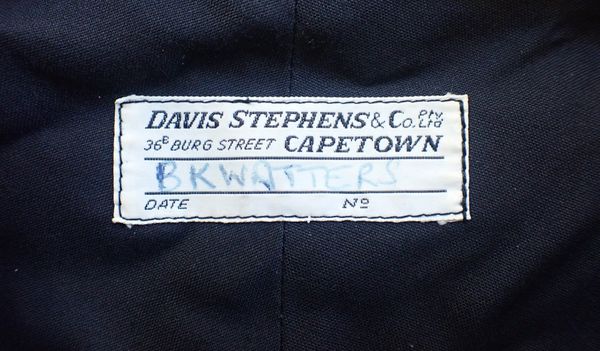 DAVIS STEPHENS & Co. Pty. Ltd
36B BURG STREET CAPETOWN
BKWATTERS
DATE No